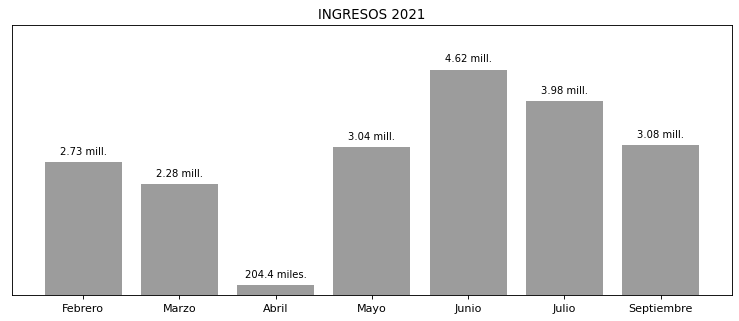 INGRESOS 2021
4.62 mill.
3.98 mill.
3.04 mill.
3.08 mill.
2.73 mill.
2.28 mill.
204.4 miles.
Febrero Marzo Abril Mayo Junio Julio Septiembre